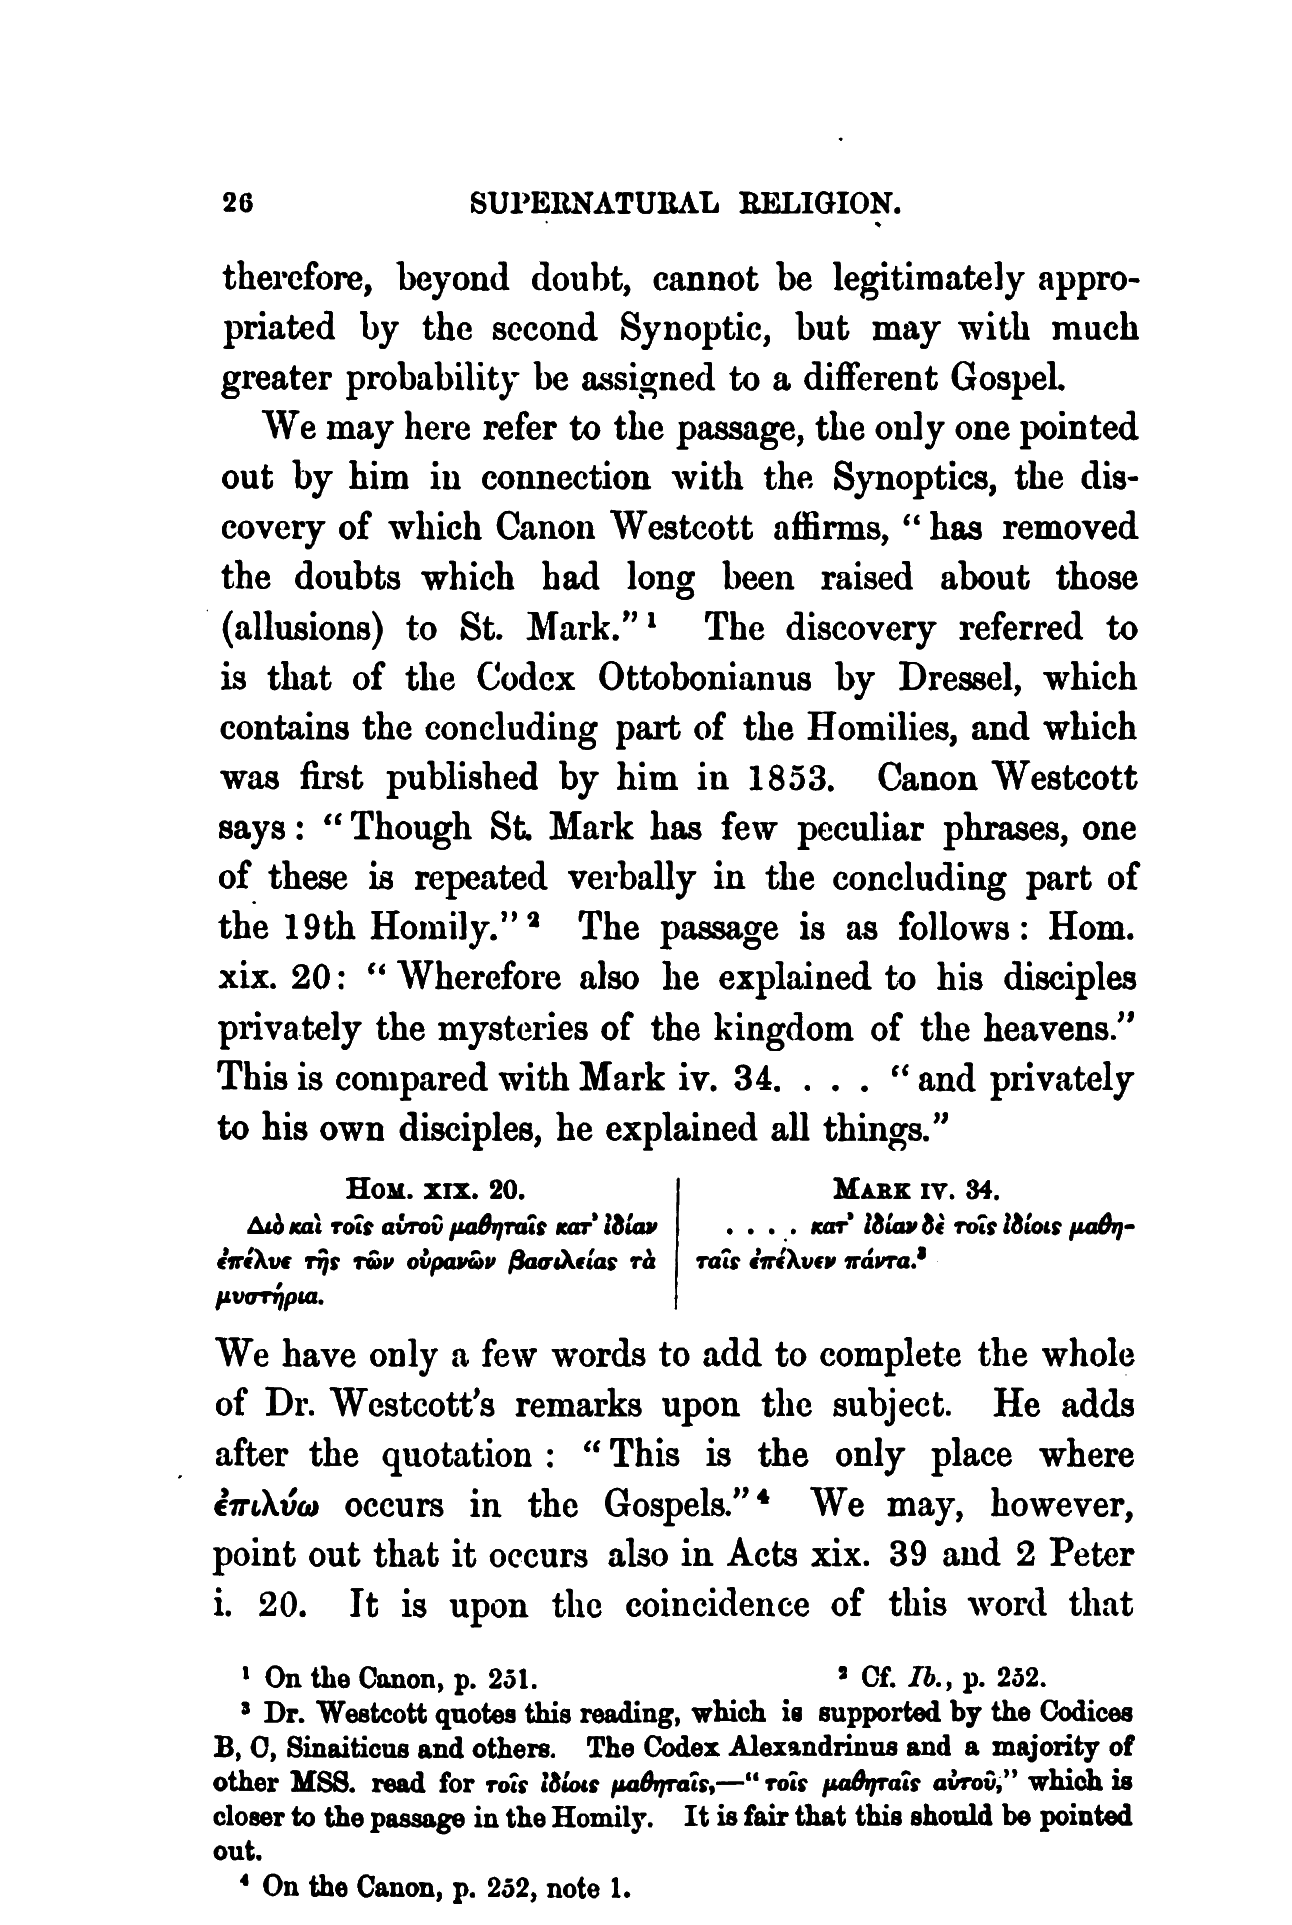 26 SUPERNATURAL RELIGION.
therefore, beyond doubt, cannot be legitimately appro-
priated by the second Synoptic, but may with much
greater probability be assigned to a different Gospel.
We may here refer to the passage, the only one pointed
out by him in connection with the Synoptics, the dis-
covery of which Canon Westcott affirms, “has removed
the doubts which had long been raised about those
(allusions) to St. Mark.” ¹ The discovery referred to
is that of the Codex Ottobonianus by Dressel, which
contains the concluding part of the Homilies, and which
was first published by him in 1853. Canon Westcott
says: “Though St. Mark has few peculiar phrases, one
of these is repeated verbally in the concluding part of
the 19th Homily.” ² The passage is as follows: Hom.
xix. 20: “Wherefore also he explained to his disciples
privately the mysteries of the kingdom of the heavens.”
This is compared with Mark iv. 34. . . . “and privately
to his own disciples, he explained all things.”
HOM. XIX. 20.
Διὸ καὶ τοῖς αὐτοῦ μαθηταῖς κατ’ ἰδίαν
ἐπέλυε τῆς τῶν οὐρανῶν βασιλείας τὰ
μυστήρια.
MARK IV. 34.
. . . . κατ’ ἰδίαν δὲ τοῖς ἰδίοις μαθη-
ταῖς ἐπέλυεν πάντα.³
We have only a few words to add to complete the whole
of Dr. Westcott’s remarks upon the subject. He adds
after the quotation: “This is the only place where
ἐπιλύω occurs in the Gospels.” ⁴ We may, however,
point out that it occurs also in Acts xix. 39 and 2 Peter
i. 20. It is upon the coincidence of this word that
¹ On the Canon, p. 251. ² Cf. Ib., p. 252.
³ Dr. Westcott quotes this reading, which is supported by the Codices
B, C, Sinaiticus and others. The Codex Alexandrinus and a majority of
other MSS. read for τοῖς ἰδίοις μαθηταῖς,—“τοῖς μαθηταῖς αὐτοῦ,” which is
closer to the passage in the Homily. It is fair that this should be pointed
out.
⁴ On the Canon, p. 252, note 1.